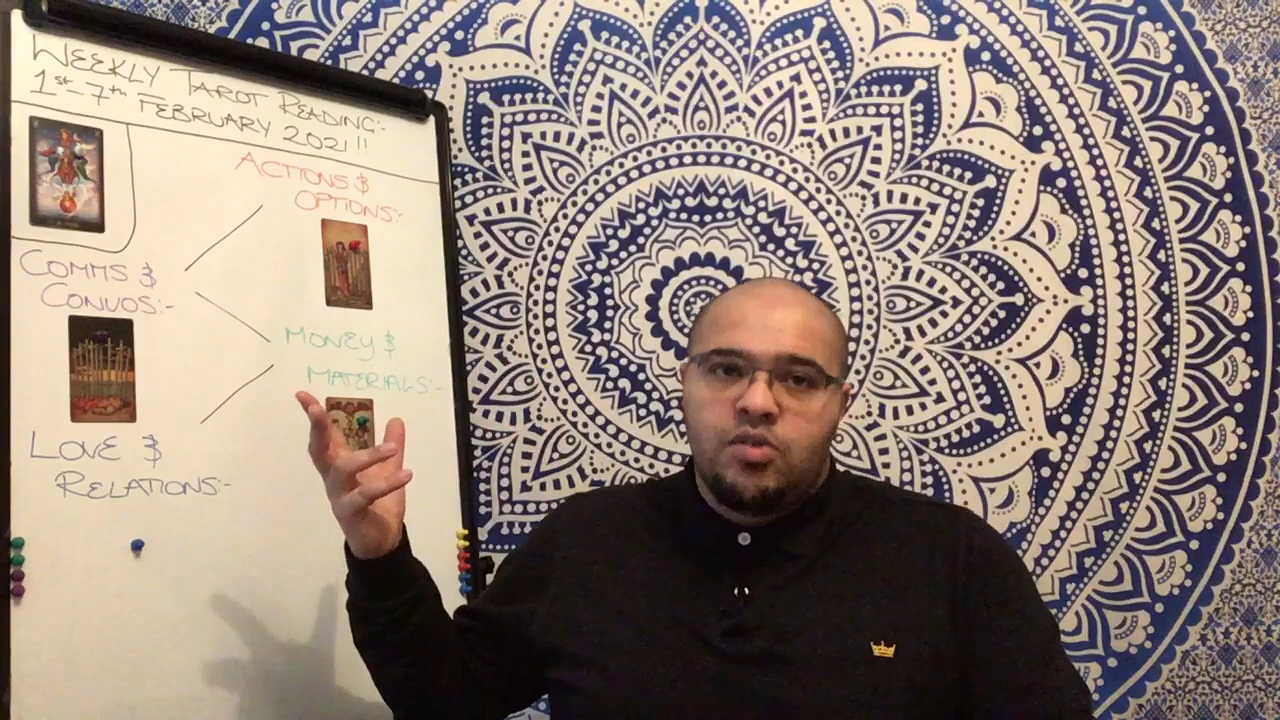 WEEKLY TAROT READING:-
1st-7th FEBRUARY 2021!!
ACTIONS &
OPTIONS:-
COMMS &
CONVOS:-
MONEY &
MATERIALS:-
LOVE &
RELATIONS:-